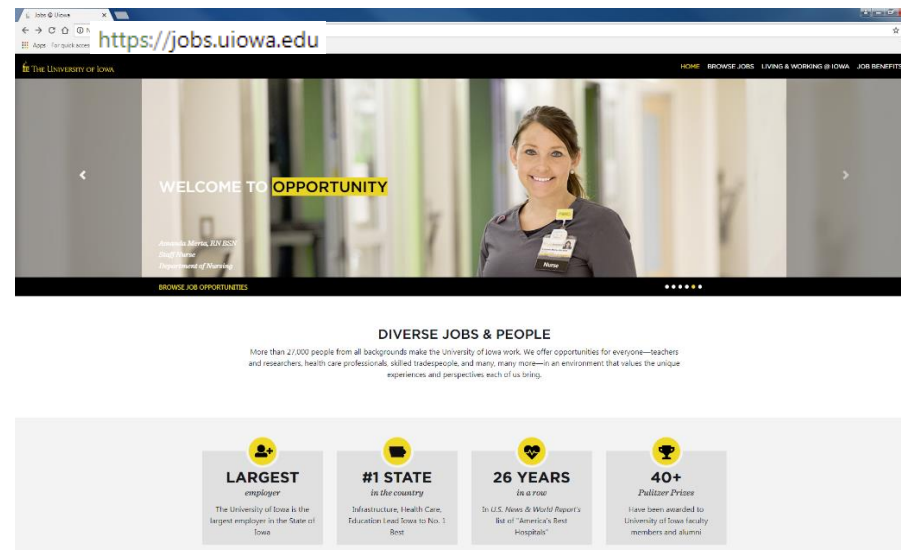 Jobs @ UIowa
https://jobs.uiowa.edu
Apps For quick access
THE UNIVERSITY OF IOWA
HOME BROWSE JOBS LIVING & WORKING @ IOWA JOB BENEFITS
WELCOME TO OPPORTUNITY
RN BSN
Staff Nurse
Department of Nursing
Nurse
BROWSE JOB OPPORTUNITIES
DIVERSE JOBS & PEOPLE
More than 27,000 people from all backgrounds make the University of Iowa work. We offer opportunities for everyone—teachers
and researchers, health care professionals, skilled tradespeople, and many, many more—in an environment that values the unique
experiences and perspectives each of us bring.
LARGEST
employer
The University of Iowa is the
largest employer in the State of
Iowa
#1 STATE
in the country
Infrastructure, Health Care,
Education Lead Iowa to No. 1
Best
26 YEARS
in a row
In U.S. News & World Report's
list of "America's Best
Hospitals"
40+
Pulitzer Prizes
Have been awarded to
University of Iowa faculty
members and alumni